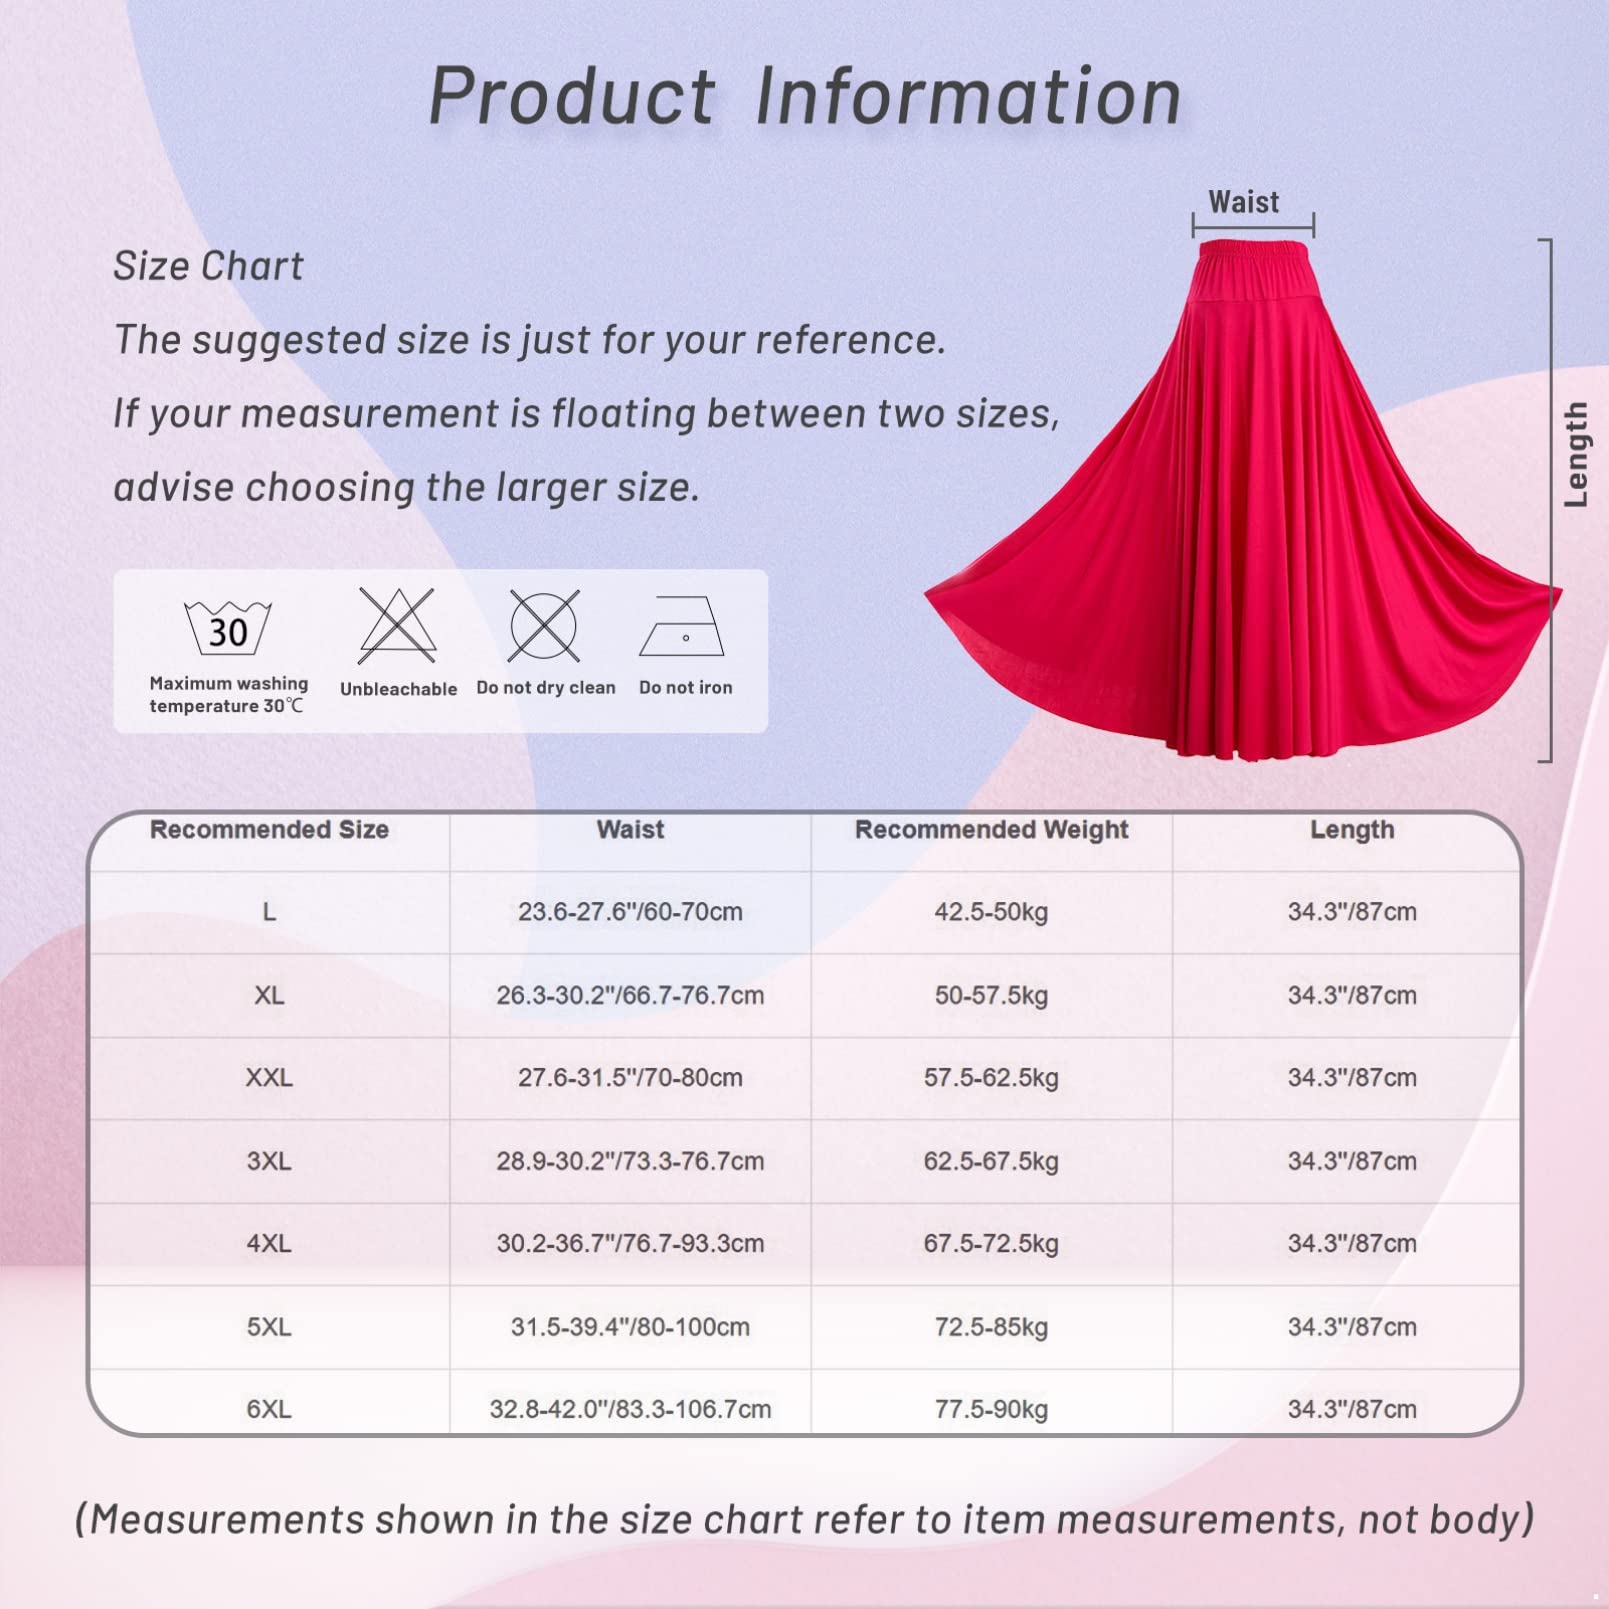 Product Information
Waist
Length
Size Chart
The suggested size is just for your reference.
If your measurement is floating between two sizes,
advise choosing the larger size.
30
Maximum washing
temperature 30℃
Unbleachable
Do not dry clean
Do not iron
Recommended Size Waist Recommended Weight Length
L 23.6-27.6"/60-70cm 42.5-50kg 34.3"/87cm
XL 26.3-30.2"/66.7-76.7cm 50-57.5kg 34.3"/87cm
XXL 27.6-31.5"/70-80cm 57.5-62.5kg 34.3"/87cm
3XL 28.9-30.2"/73.3-76.7cm 62.5-67.5kg 34.3"/87cm
4XL 30.2-36.7"/76.7-93.3cm 67.5-72.5kg 34.3"/87cm
5XL 31.5-39.4"/80-100cm 72.5-85kg 34.3"/87cm
6XL 32.8-42.0"/83.3-106.7cm 77.5-90kg 34.3"/87cm
(Measurements shown in the size chart refer to item measurements, not body)